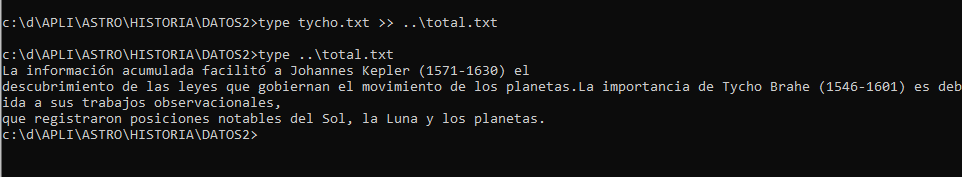 c:\d\APLI\ASTRO\HISTORIA\DATOS2>type tycho.txt >> ..\total.txt
c:\d\APLI\ASTRO\HISTORIA\DATOS2>type ..\total.txt
La información acumulada facilitó a Johannes Kepler (1571-1630) el
descubrimiento de las leyes que gobiernan el movimiento de los planetas.La importancia de Tycho Brahe (1546-1601) es deb
ida a sus trabajos observacionales,
que registraron posiciones notables del Sol, la Luna y los planetas.
c:\d\APLI\ASTRO\HISTORIA\DATOS2>